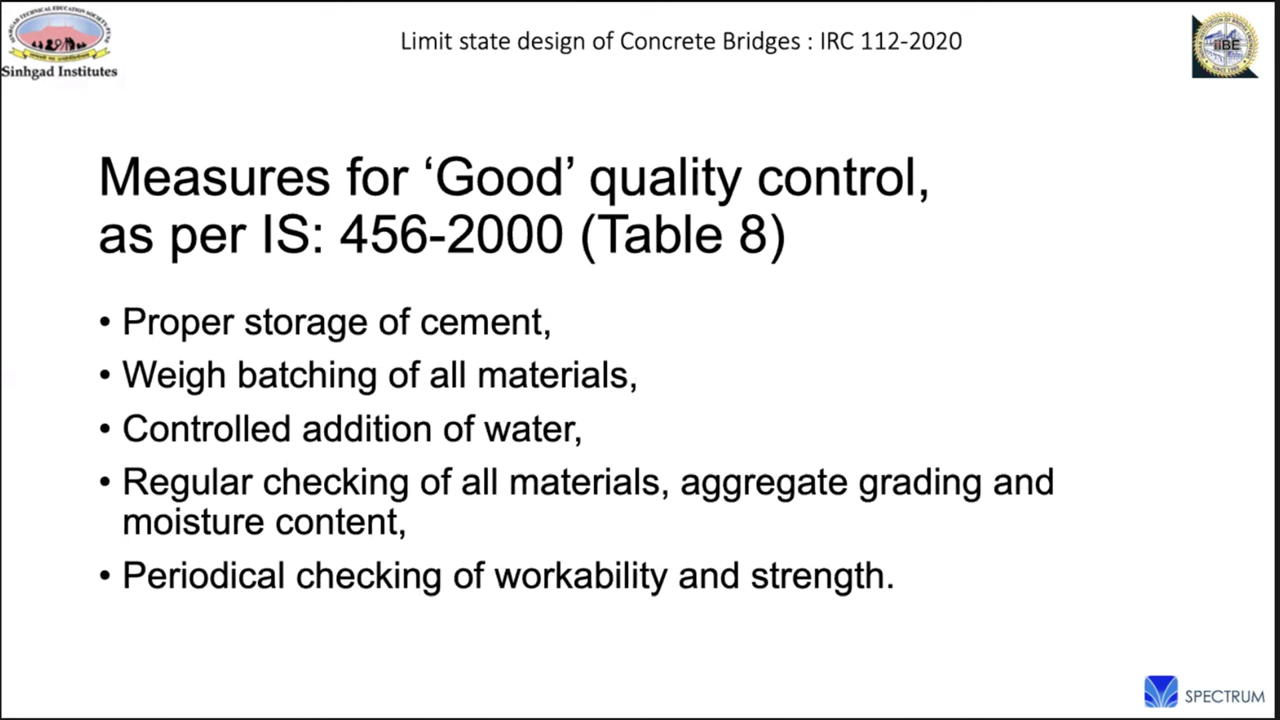 Sinhgad Institutes
Limit state design of Concrete Bridges : IRC 112-2020
iiBE
Measures for ‘Good’ quality control,
as per IS: 456-2000 (Table 8)
• Proper storage of cement,
• Weigh batching of all materials,
• Controlled addition of water,
• Regular checking of all materials, aggregate grading and
moisture content,
• Periodical checking of workability and strength.
SPECTRUM